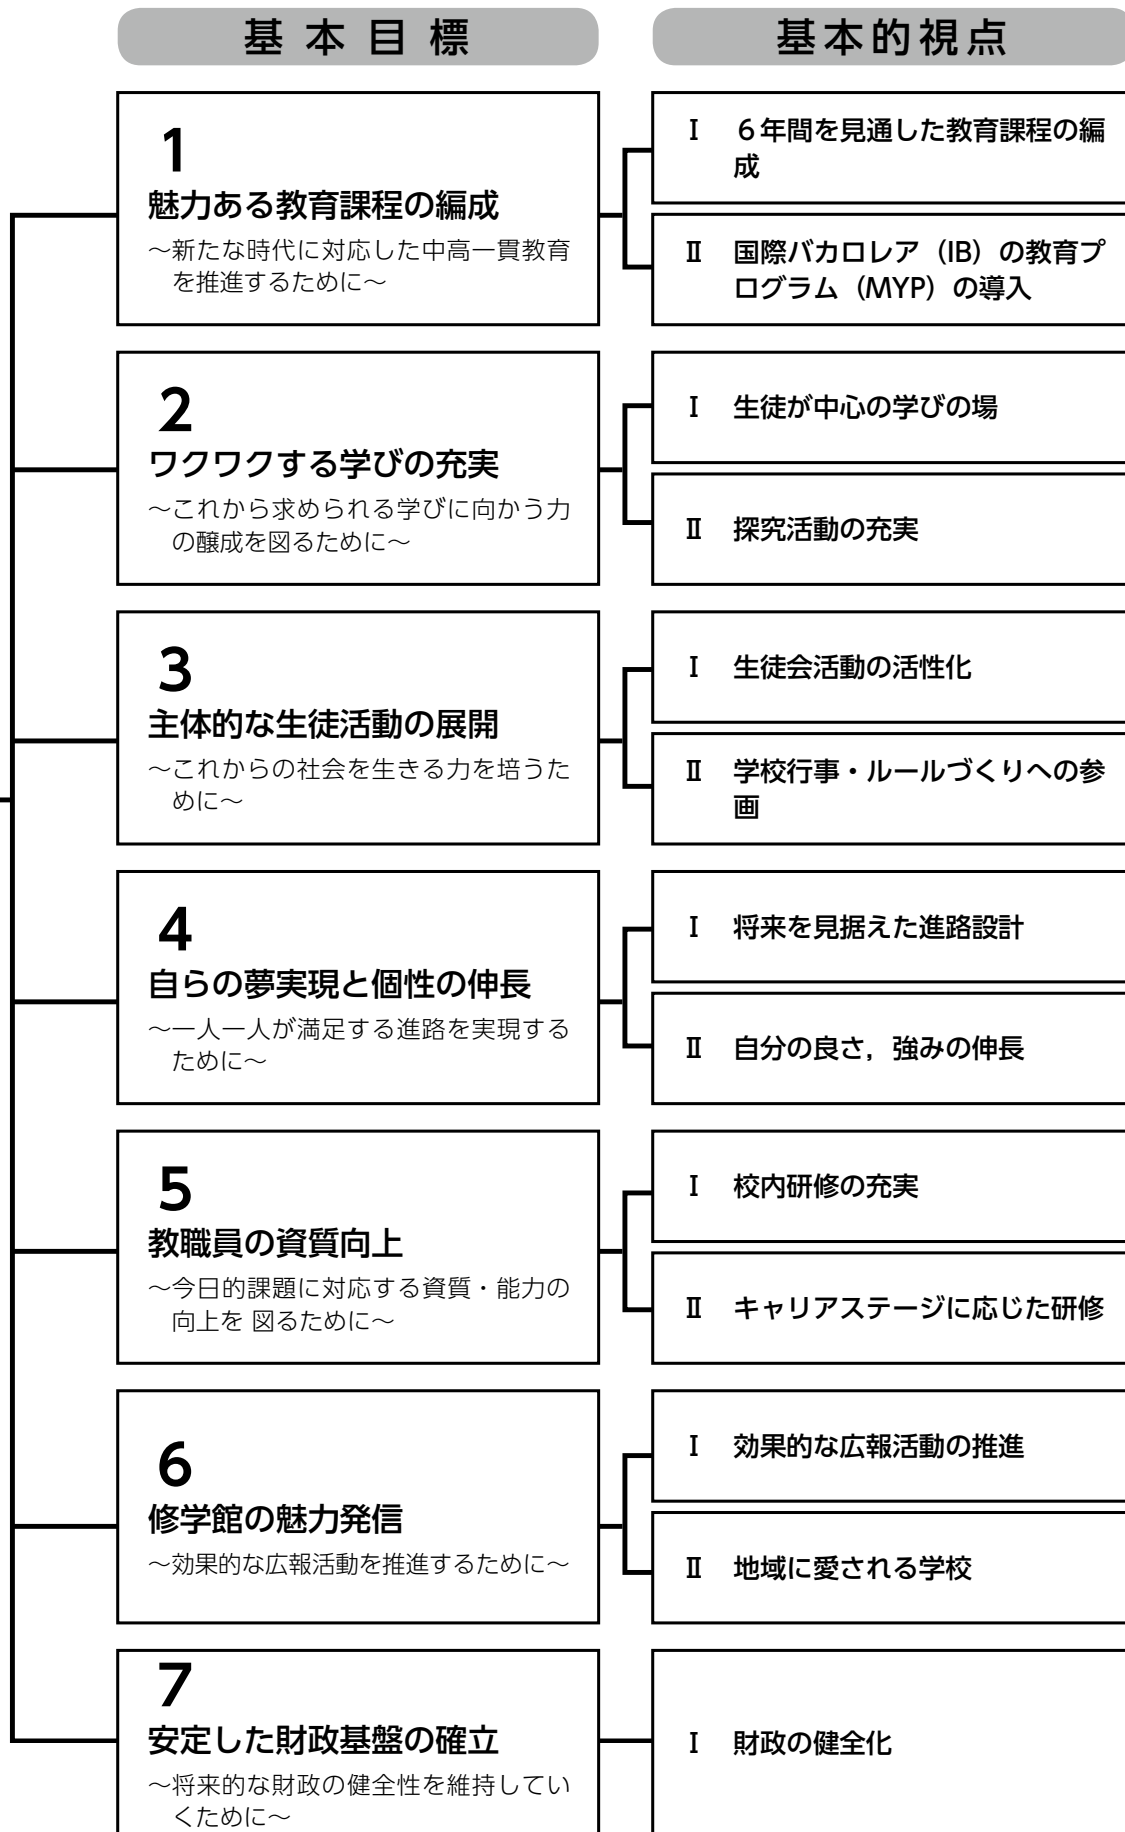 基本目標
基本的視点
1
魅力ある教育課程の編成
〜新たな時代に対応した中高一貫教育
を推進するために〜
Ⅰ 6年間を見通した教育課程の編
成
Ⅱ 国際バカロレア（IB）の教育プ
ログラム（MYP）の導入
2
ワクワクする学びの充実
〜これから求められる学びに向かう力
の醸成を図るために〜
Ⅰ 生徒が中心の学びの場
Ⅱ 探究活動の充実
3
主体的な生徒活動の展開
〜これからの社会を生きる力を培うた
めに〜
Ⅰ 生徒会活動の活性化
Ⅱ 学校行事・ルールづくりへの参
画
4
自らの夢実現と個性の伸長
〜一人一人が満足する進路を実現する
ために〜
Ⅰ 将来を見据えた進路設計
Ⅱ 自分の良さ，強みの伸長
5
教職員の資質向上
〜今日的課題に対応する資質・能力の
向上を 図るために〜
Ⅰ 校内研修の充実
Ⅱ キャリアステージに応じた研修
6
修学館の魅力発信
〜効果的な広報活動を推進するために〜
Ⅰ 効果的な広報活動の推進
Ⅱ 地域に愛される学校
7
安定した財政基盤の確立
〜将来的な財政の健全性を維持してい
くために〜
Ⅰ 財政の健全化